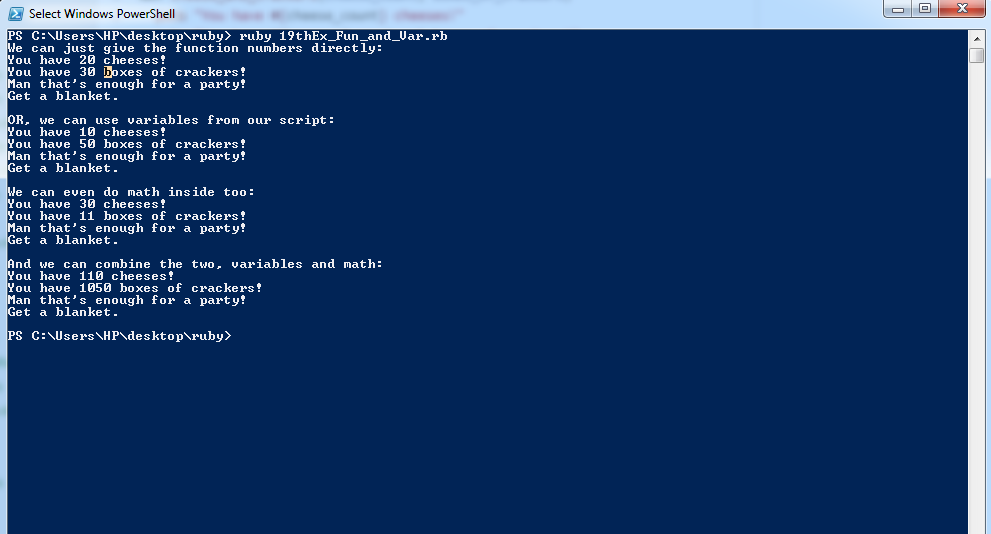 "You have #{cheese_count} cheeses!"
Select Windows PowerShell
PS C:\Users\HP\desktop\ruby> ruby 19thEx_Fun_and_Var.rb
We can just give the function numbers directly:
You have 20 cheeses!
You have 30 boxes of crackers!
Man that's enough for a party!
Get a blanket.
OR, we can use variables from our script:
You have 10 cheeses!
You have 50 boxes of crackers!
Man that's enough for a party!
Get a blanket.
We can even do math inside too:
You have 30 cheeses!
You have 11 boxes of crackers!
Man that's enough for a party!
Get a blanket.
And we can combine the two, variables and math:
You have 110 cheeses!
You have 1050 boxes of crackers!
Man that's enough for a party!
Get a blanket.
PS C:\Users\HP\desktop\ruby>